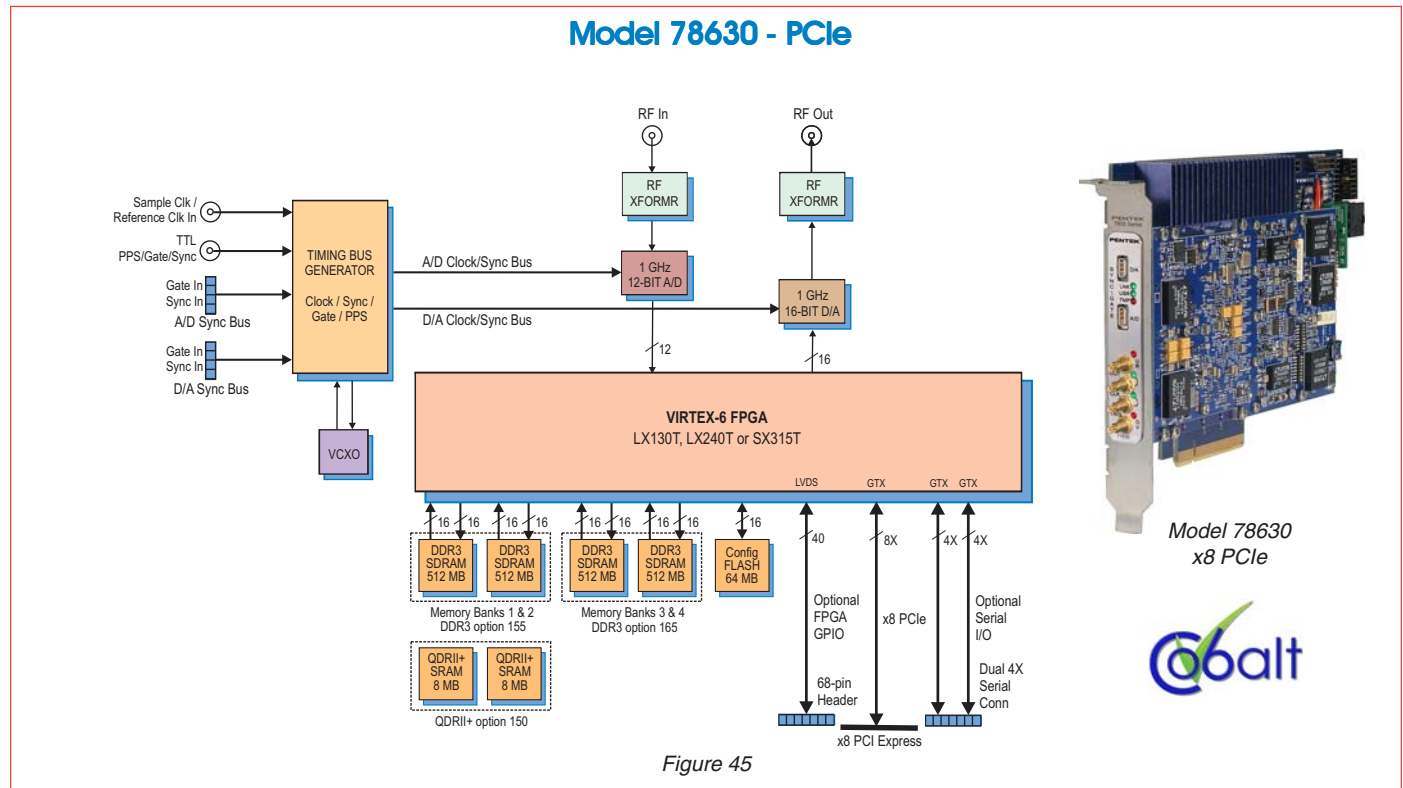 Model 78630 - PCIe
RF In
RF Out
Sample Clk /
Reference Clk In
TTL
PPS/Gate/Sync
Gate In
Sync In
A/D Sync Bus
Gate In
Sync In
D/A Sync Bus
TIMING BUS
GENERATOR
Clock / Sync /
Gate / PPS
VCXO
A/D Clock/Sync Bus
D/A Clock/Sync Bus
RF
XFORMR
RF
XFORMR
1 GHz
12-BIT A/D
1 GHz
16-BIT D/A
12
16
VIRTEX-6 FPGA
LX130T, LX240T or SX315T
LVDS
GTX
GTX
GTX
16
16
16
16
16
16
16
16
16
40
8X
4X
4X
DDR3
SDRAM
512 MB
DDR3
SDRAM
512 MB
DDR3
SDRAM
512 MB
DDR3
SDRAM
512 MB
Config
FLASH
64 MB
Memory Banks 1 & 2
DDR3 option 155
Memory Banks 3 & 4
DDR3 option 165
QDRII+
SRAM
8 MB
QDRII+
SRAM
8 MB
QDRII+ option 150
Optional
FPGA
GPIO
68-pin
Header
x8 PCIe
x8 PCI Express
Optional
Serial
I/O
Dual 4X
Serial
Conn
PENTEK
PENTEK
SYNC/GATE
D/A
A/D
Model 78630
x8 PCIe
Cobalt
Figure 45